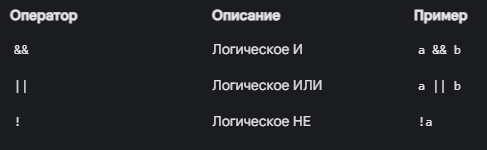 Оператор Описание Пример
&& Логическое И a && b
|| Логическое ИЛИ a || b
! Логическое НЕ !a